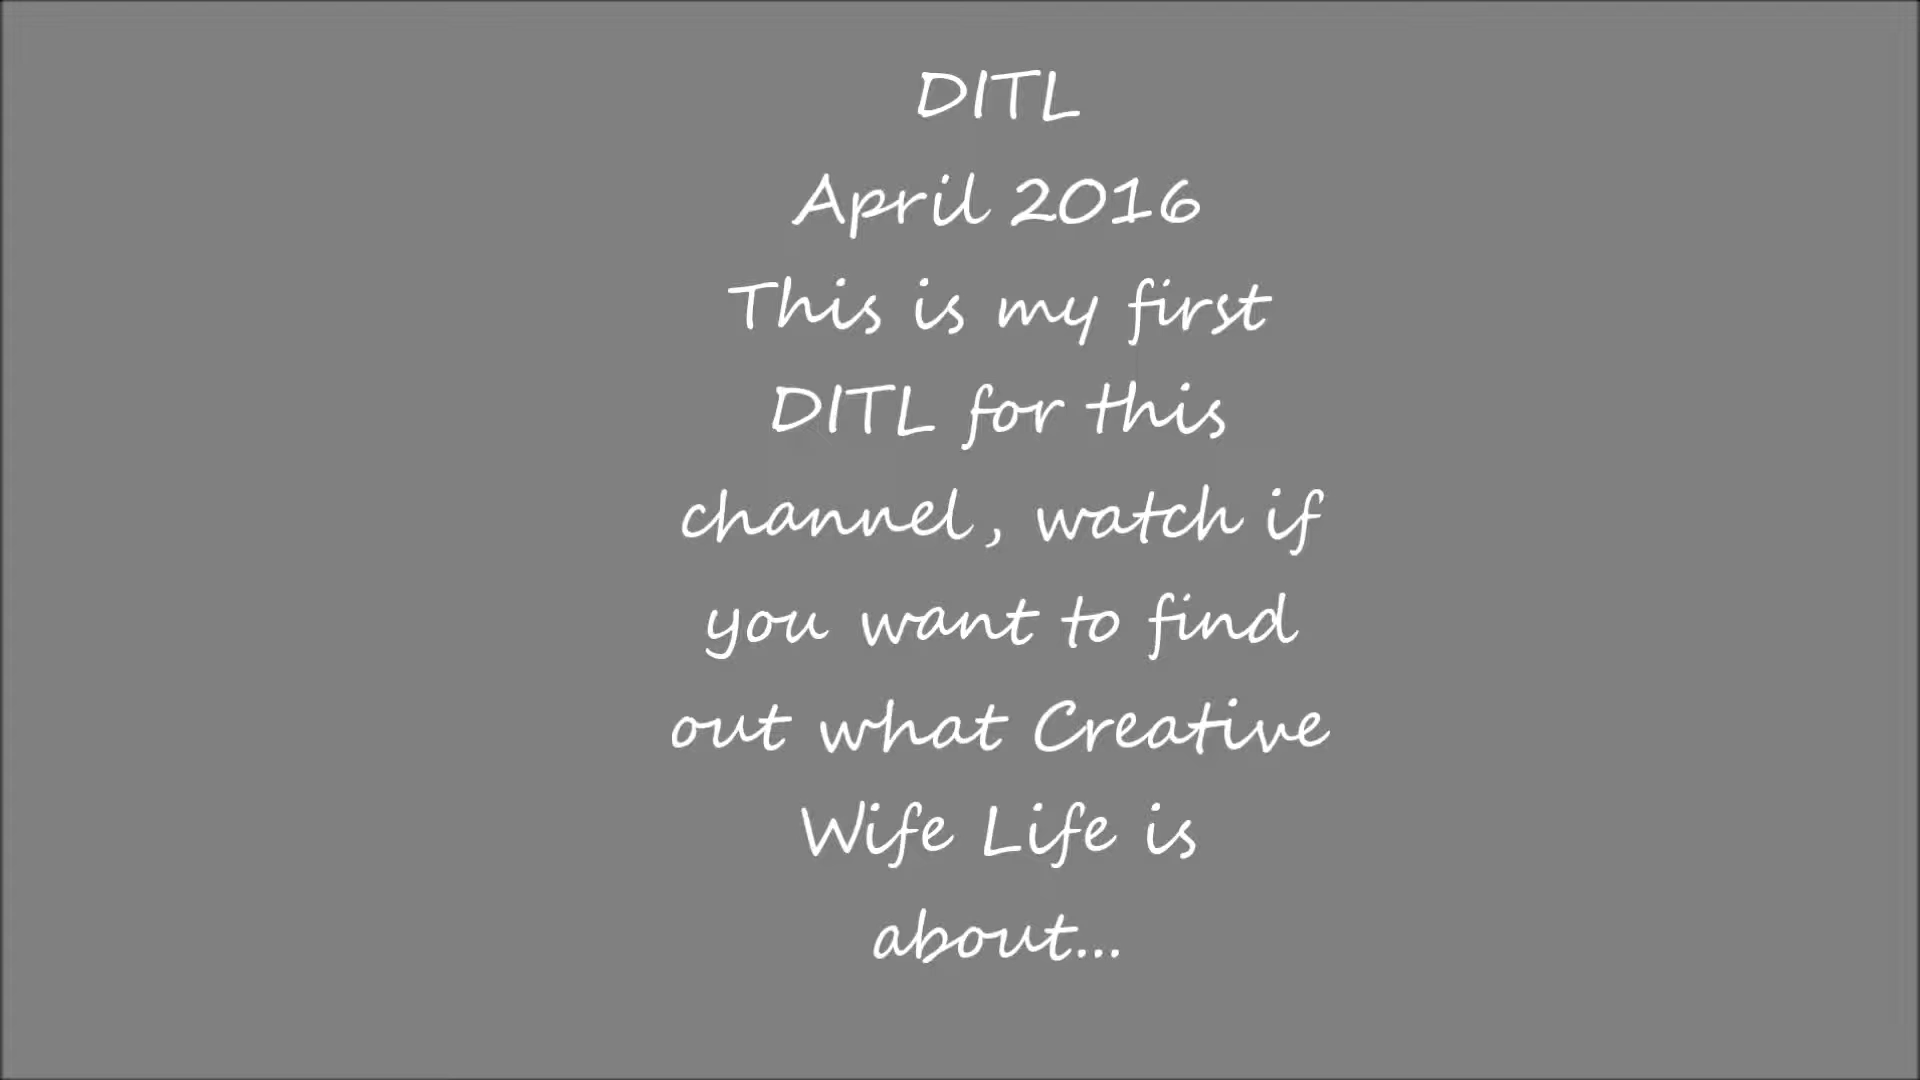 DITL
April 2016
This is my first
DITL for this
channel, watch if
you want to find
out what Creative
Wife Life is
about...